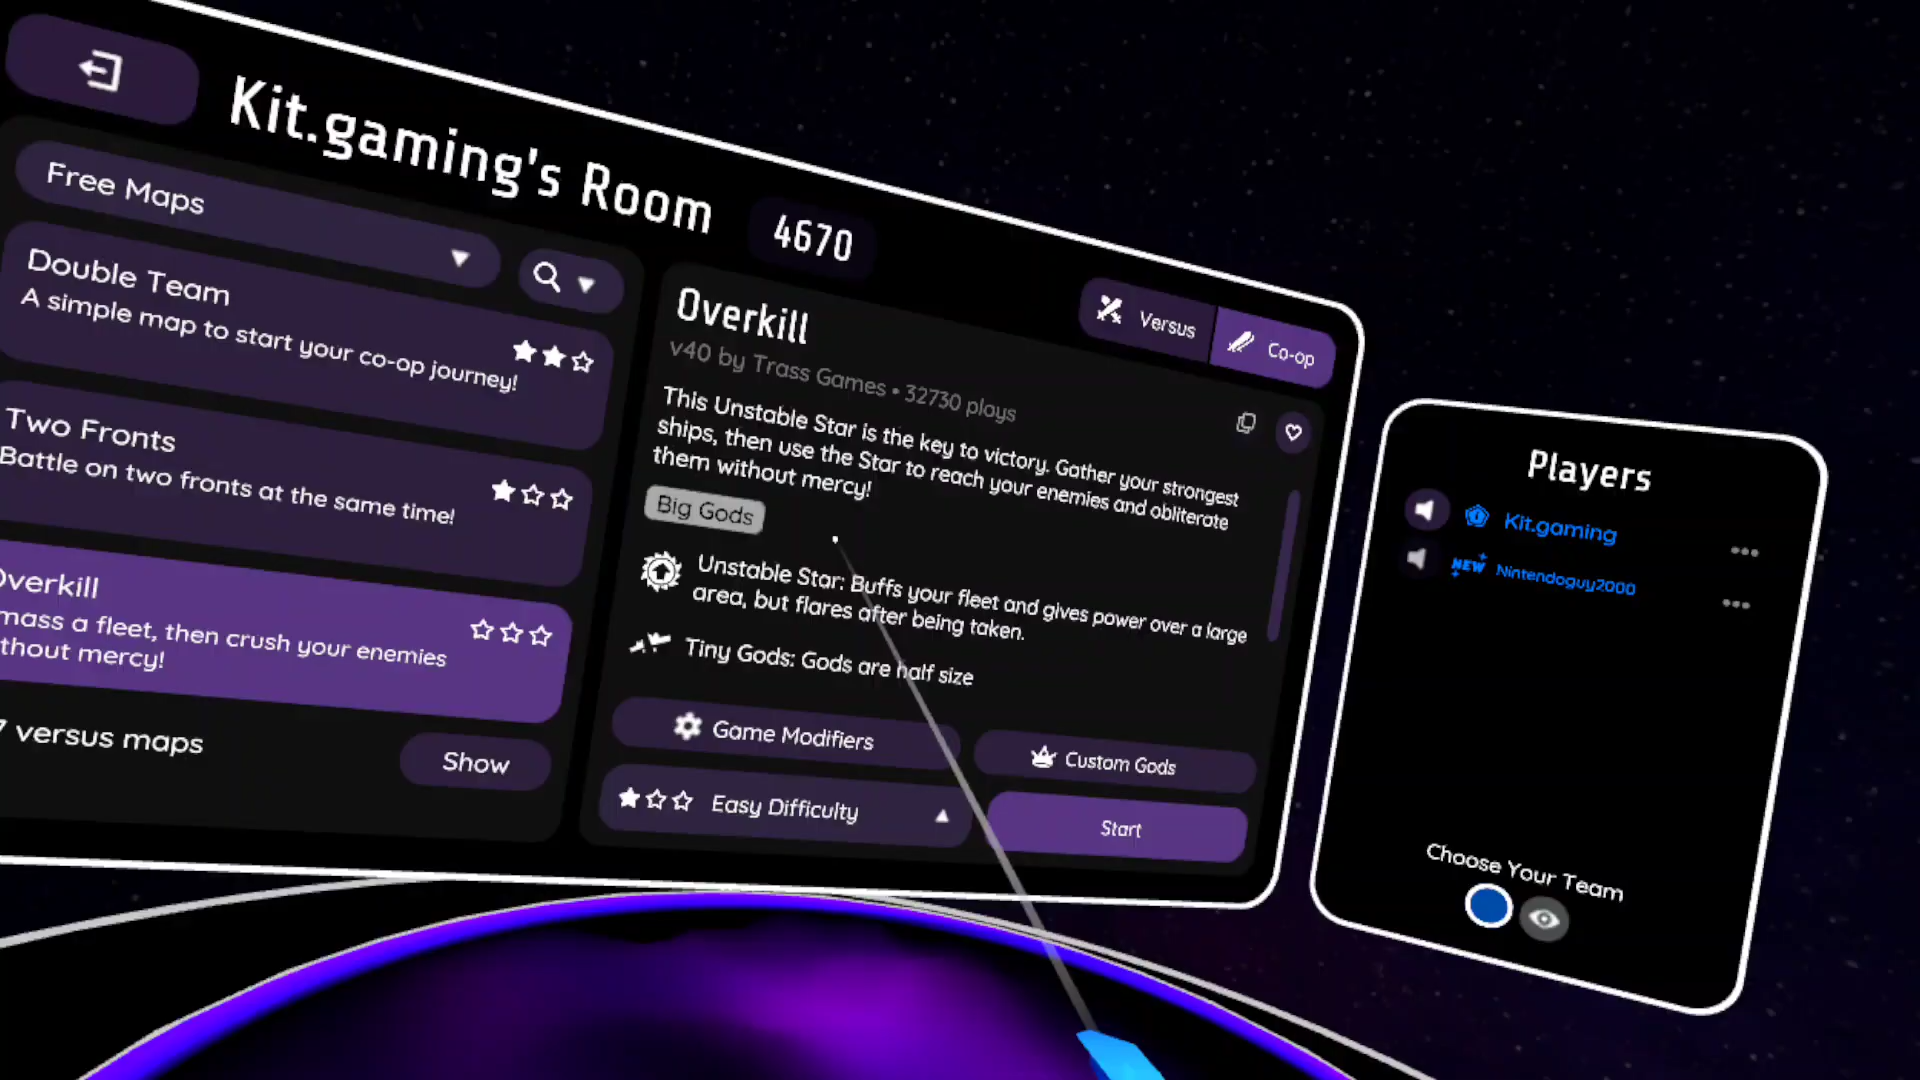 Kit.gaming's Room
4670
Free Maps
Double Team
A simple map to start your co-op journey!
Two Fronts
Battle on two fronts at the same time!
Overkill
mass a fleet, then crush your enemies
thout mercy!
7 versus maps
Show
Versus
Co-op
Overkill
v40 by Trass Games • 32730 plays
This Unstable Star is the key to victory. Gather your strongest
ships, then use the Star to reach your enemies and obliterate
them without mercy!
Big Gods
Unstable Star: Buffs your fleet and gives power over a large
area, but flares after being taken.
Tiny Gods: Gods are half size
Game Modifiers
Custom Gods
Easy Difficulty
Start
Players
Kit.gaming
NEW Nintendoguy2000
Choose Your Team